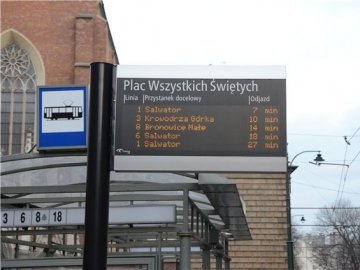 Plac Wszystkich Świętych
Linia Przystanek docelowy Odjazd
1 Salwator 7 min
3 Krowodrza Górka 10 min
8 Bronowice Małe 14 min
6 Salwator 18 min
1 Salwator 27 min
3 6 8 18